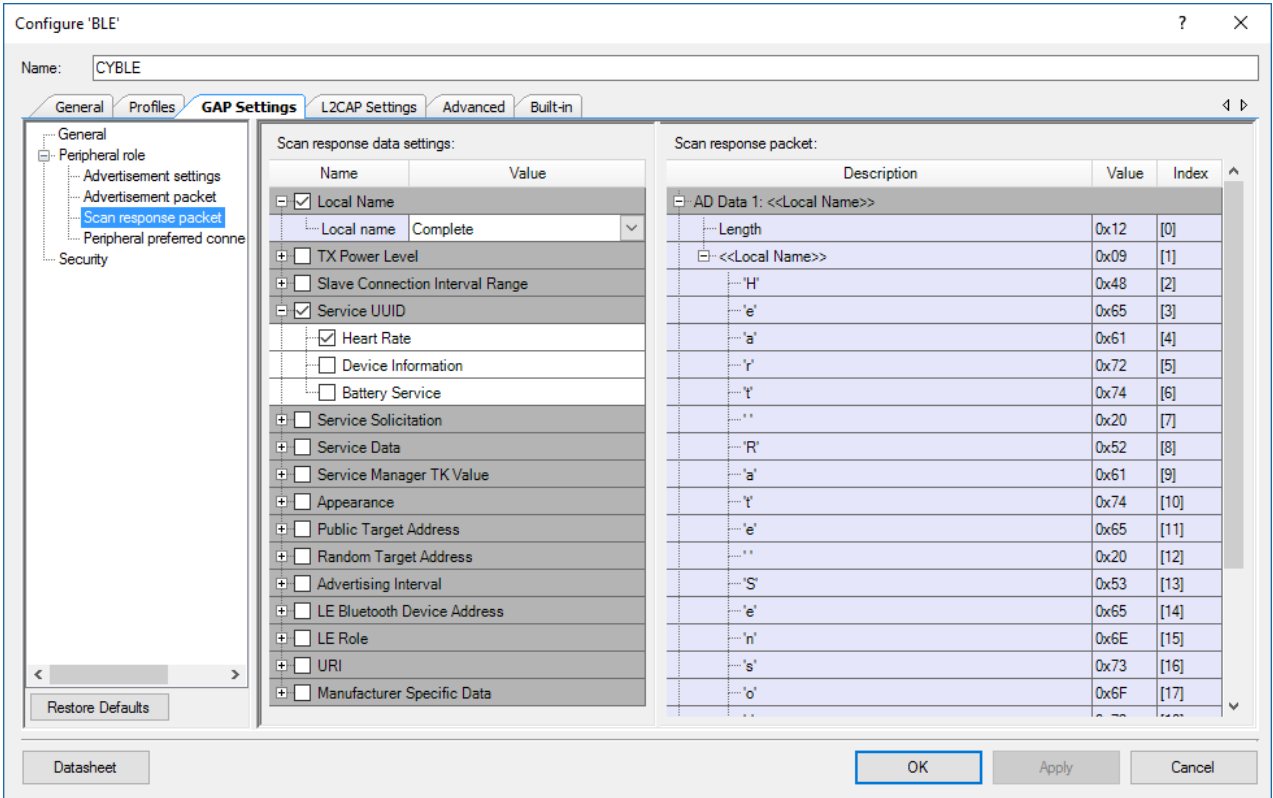 Configure 'BLE'
?
Name: CYBLE
General Profiles GAP Settings L2CAP Settings Advanced Built-in
General
Peripheral role
Advertisement settings
Advertisement packet
Scan response packet
Peripheral preferred conne
Security
Restore Defaults
Scan response data settings:
Name Value
Local Name
Local name Complete
TX Power Level
Slave Connection Interval Range
Service UUID
Heart Rate
Device Information
Battery Service
Service Solicitation
Service Data
Service Manager TK Value
Appearance
Public Target Address
Random Target Address
Advertising Interval
LE Bluetooth Device Address
LE Role
URI
Manufacturer Specific Data
Scan response packet:
Description Value Index
AD Data 1: <<Local Name>>
Length 0x12 [0]
<<Local Name>> 0x09 [1]
'H' 0x48 [2]
'e' 0x65 [3]
'a' 0x61 [4]
'r' 0x72 [5]
't' 0x74 [6]
' ' 0x20 [7]
'R' 0x52 [8]
'a' 0x61 [9]
't' 0x74 [10]
'e' 0x65 [11]
' ' 0x20 [12]
'S' 0x53 [13]
'e' 0x65 [14]
'n' 0x6E [15]
's' 0x73 [16]
'o' 0x6F [17]
Datasheet OK Apply Cancel